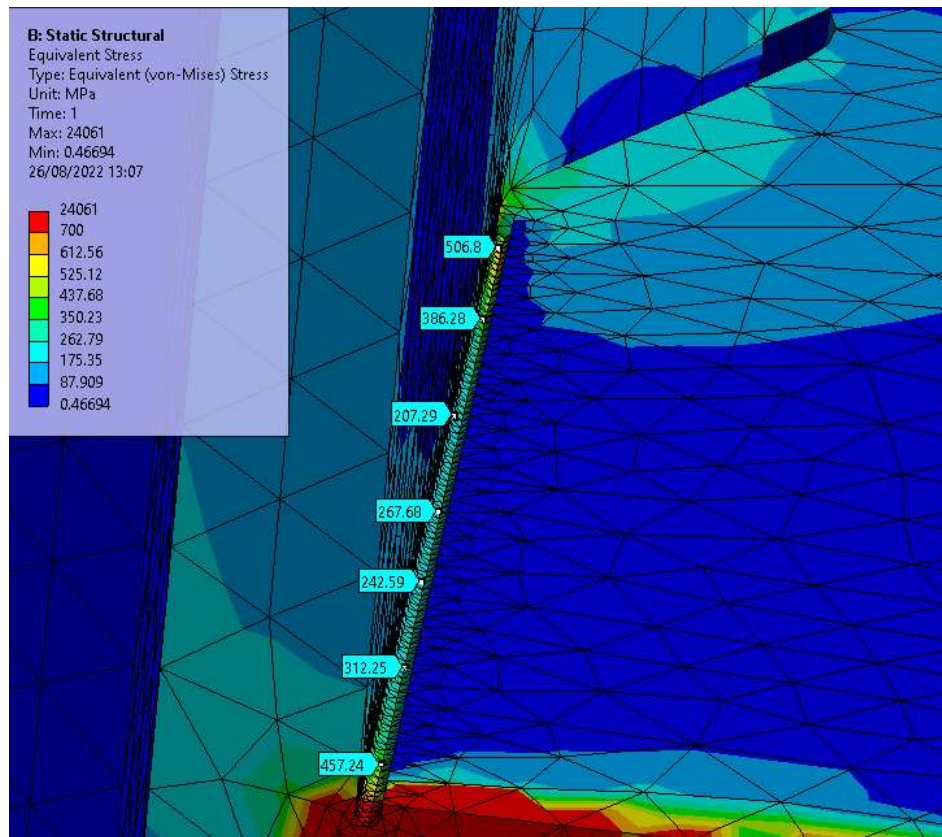 B: Static Structural
Equivalent Stress
Type: Equivalent (von-Mises) Stress
Unit: MPa
Time: 1
Max: 24061
Min: 0.46694
26/08/2022 13:07
24061
700
612.56
525.12
437.68
350.23
262.79
175.35
87.909
0.46694
506.8
386.28
207.29
267.68
242.59
312.25
457.24